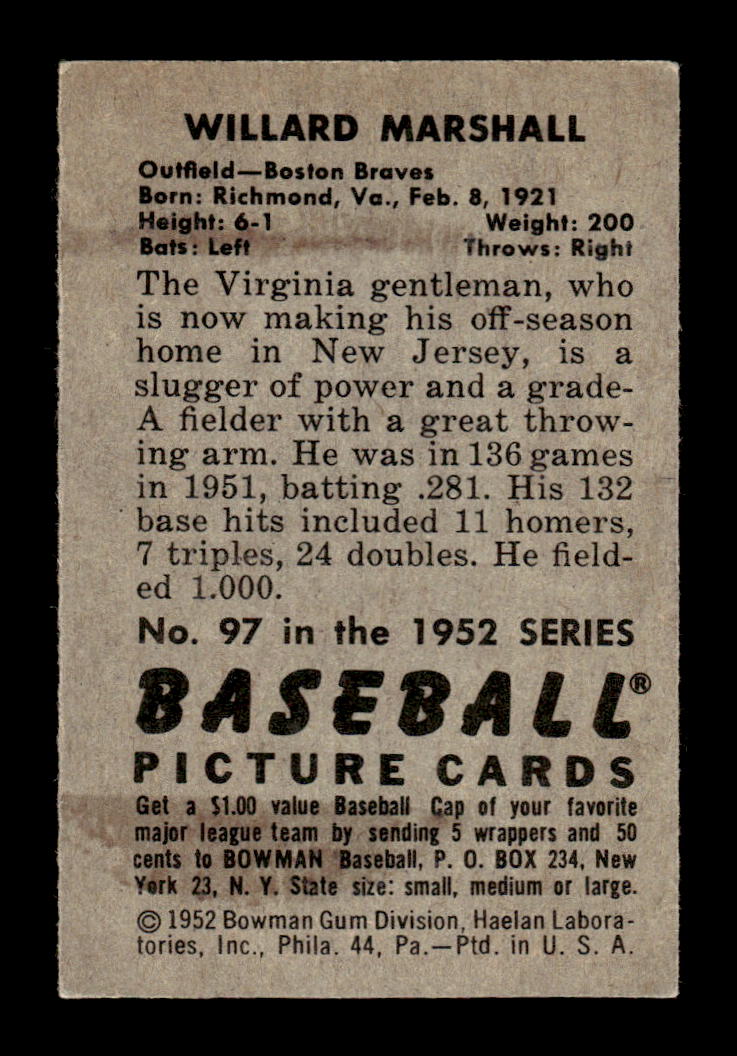 WILLARD MARSHALL
Outfield—Boston Braves
Born: Richmond, Va., Feb. 8, 1921
Height: 6-1 Weight: 200
Bats: Left Throws: Right
The Virginia gentleman, who
is now making his off-season
home in New Jersey, is a
slugger of power and a grade-
A fielder with a great throw-
ing arm. He was in 136 games
in 1951, batting .281. His 132
base hits included 11 homers,
7 triples, 24 doubles. He field-
ed 1.000.
No. 97 in the 1952 SERIES
BASEBALL®
PICTURE CARDS
Get a $1.00 value Baseball Cap of your favorite
major league team by sending 5 wrappers and 50
cents to BOWMAN Baseball, P. O. BOX 234, New
York 23, N. Y. State size: small, medium or large.
© 1952 Bowman Gum Division, Haelan Labora-
tories, Inc., Phila. 44, Pa.—Ptd. in U. S. A.